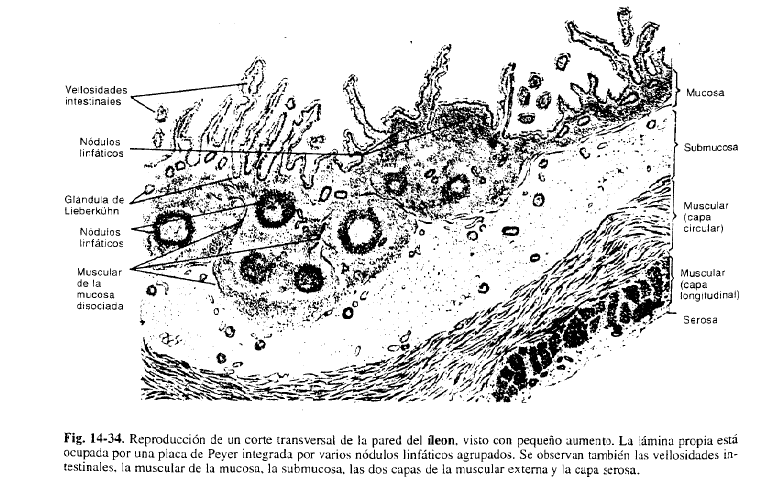 Vellosidades
intestinales
Nódulos
linfáticos
Glándula de
Lieberkühn
Nódulos
linfáticos
Muscular
de la
mucosa
disociada
Mucosa
Submucosa
Muscular
(capa
circular)
Muscular
(capa
longitudinal)
Serosa
Fig. 14-34. Reproducción de un corte transversal de la pared del íleon, visto con pequeño aumento. La lámina propia está
ocupada por una placa de Peyer integrada por varios nódulos linfáticos agrupados. Se observan también las vellosidades in-
testinales, la muscular de la mucosa, la submucosa, las dos capas de la muscular externa y la capa serosa.